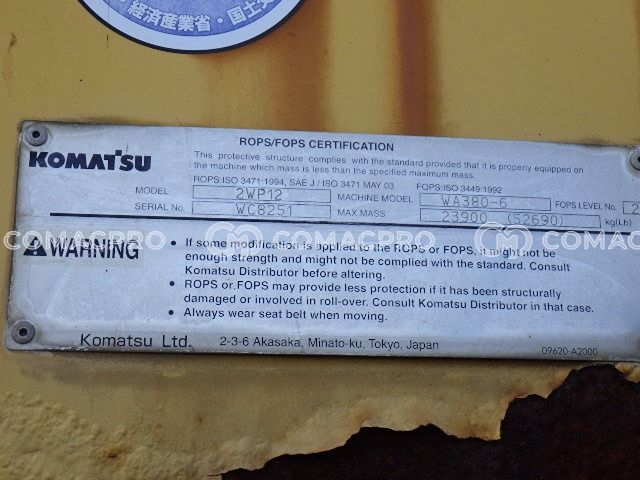 経済産業省・国土交
ROPS/FOPS CERTIFICATION
KOMATSU
This protective structure complies with the standard provided that it is properly equipped on
the machine which mass is less than the specified maximum mass.
ROPS:ISO 3471:1994, SAE J / ISO 3471 MAY 03 FOPS:ISO 3449:1992
MODEL 2WP12 MACHINE MODEL WA380-6 FOPS LEVEL No. 2
SERIAL No. WC8251 MAX.MASS 23900 (52690) kg(Lb)
COMACPRO COMACPRO COMACPRO
WARNING
• If some modification is applied to the ROPS or FOPS, it might not be
enough strength and might not be complied with the standard. Consult
Komatsu Distributor before altering.
• ROPS or FOPS may provide less protection if it has been structurally
damaged or involved in roll-over. Consult Komatsu Distributor in that case.
• Always wear seat belt when moving.
Komatsu Ltd. 2-3-6 Akasaka, Minato-ku, Tokyo, Japan 09620-A2000